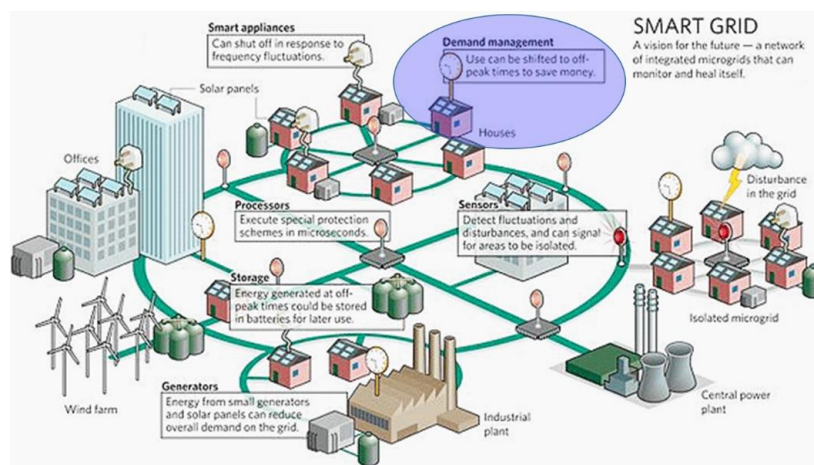 SMART GRID
A vision for the future — a network
of integrated microgrids that can
monitor and heal itself.
Smart appliances
Can shut off in response to
frequency fluctuations.
Demand management
Use can be shifted to off-
peak times to save money.
Solar panels
Houses
Offices
Disturbance
in the grid
Processors
Execute special protection
schemes in microseconds.
Sensors
Detect fluctuations and
disturbances, and can signal
for areas to be isolated.
Storage
Energy generated at off-
peak times could be stored
in batteries for later use.
Isolated microgrid
Wind farm
Generators
Energy from small generators
and solar panels can reduce
overall demand on the grid.
Industrial
plant
Central power
plant